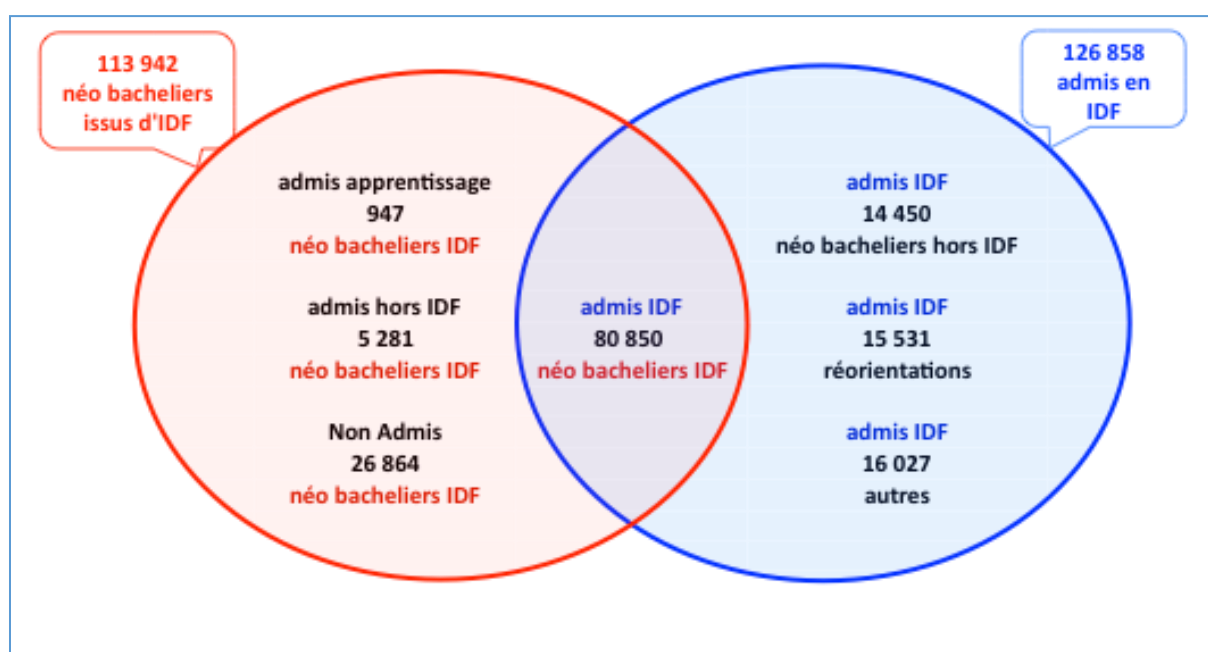 113 942
néo bacheliers
issus d'IDF
126 858
admis en
IDF
admis apprentissage
947
néo bacheliers IDF
admis hors IDF
5 281
néo bacheliers IDF
Non Admis
26 864
néo bacheliers IDF
admis IDF
80 850
néo bacheliers IDF
admis IDF
14 450
néo bacheliers hors IDF
admis IDF
15 531
réorientations
admis IDF
16 027
autres